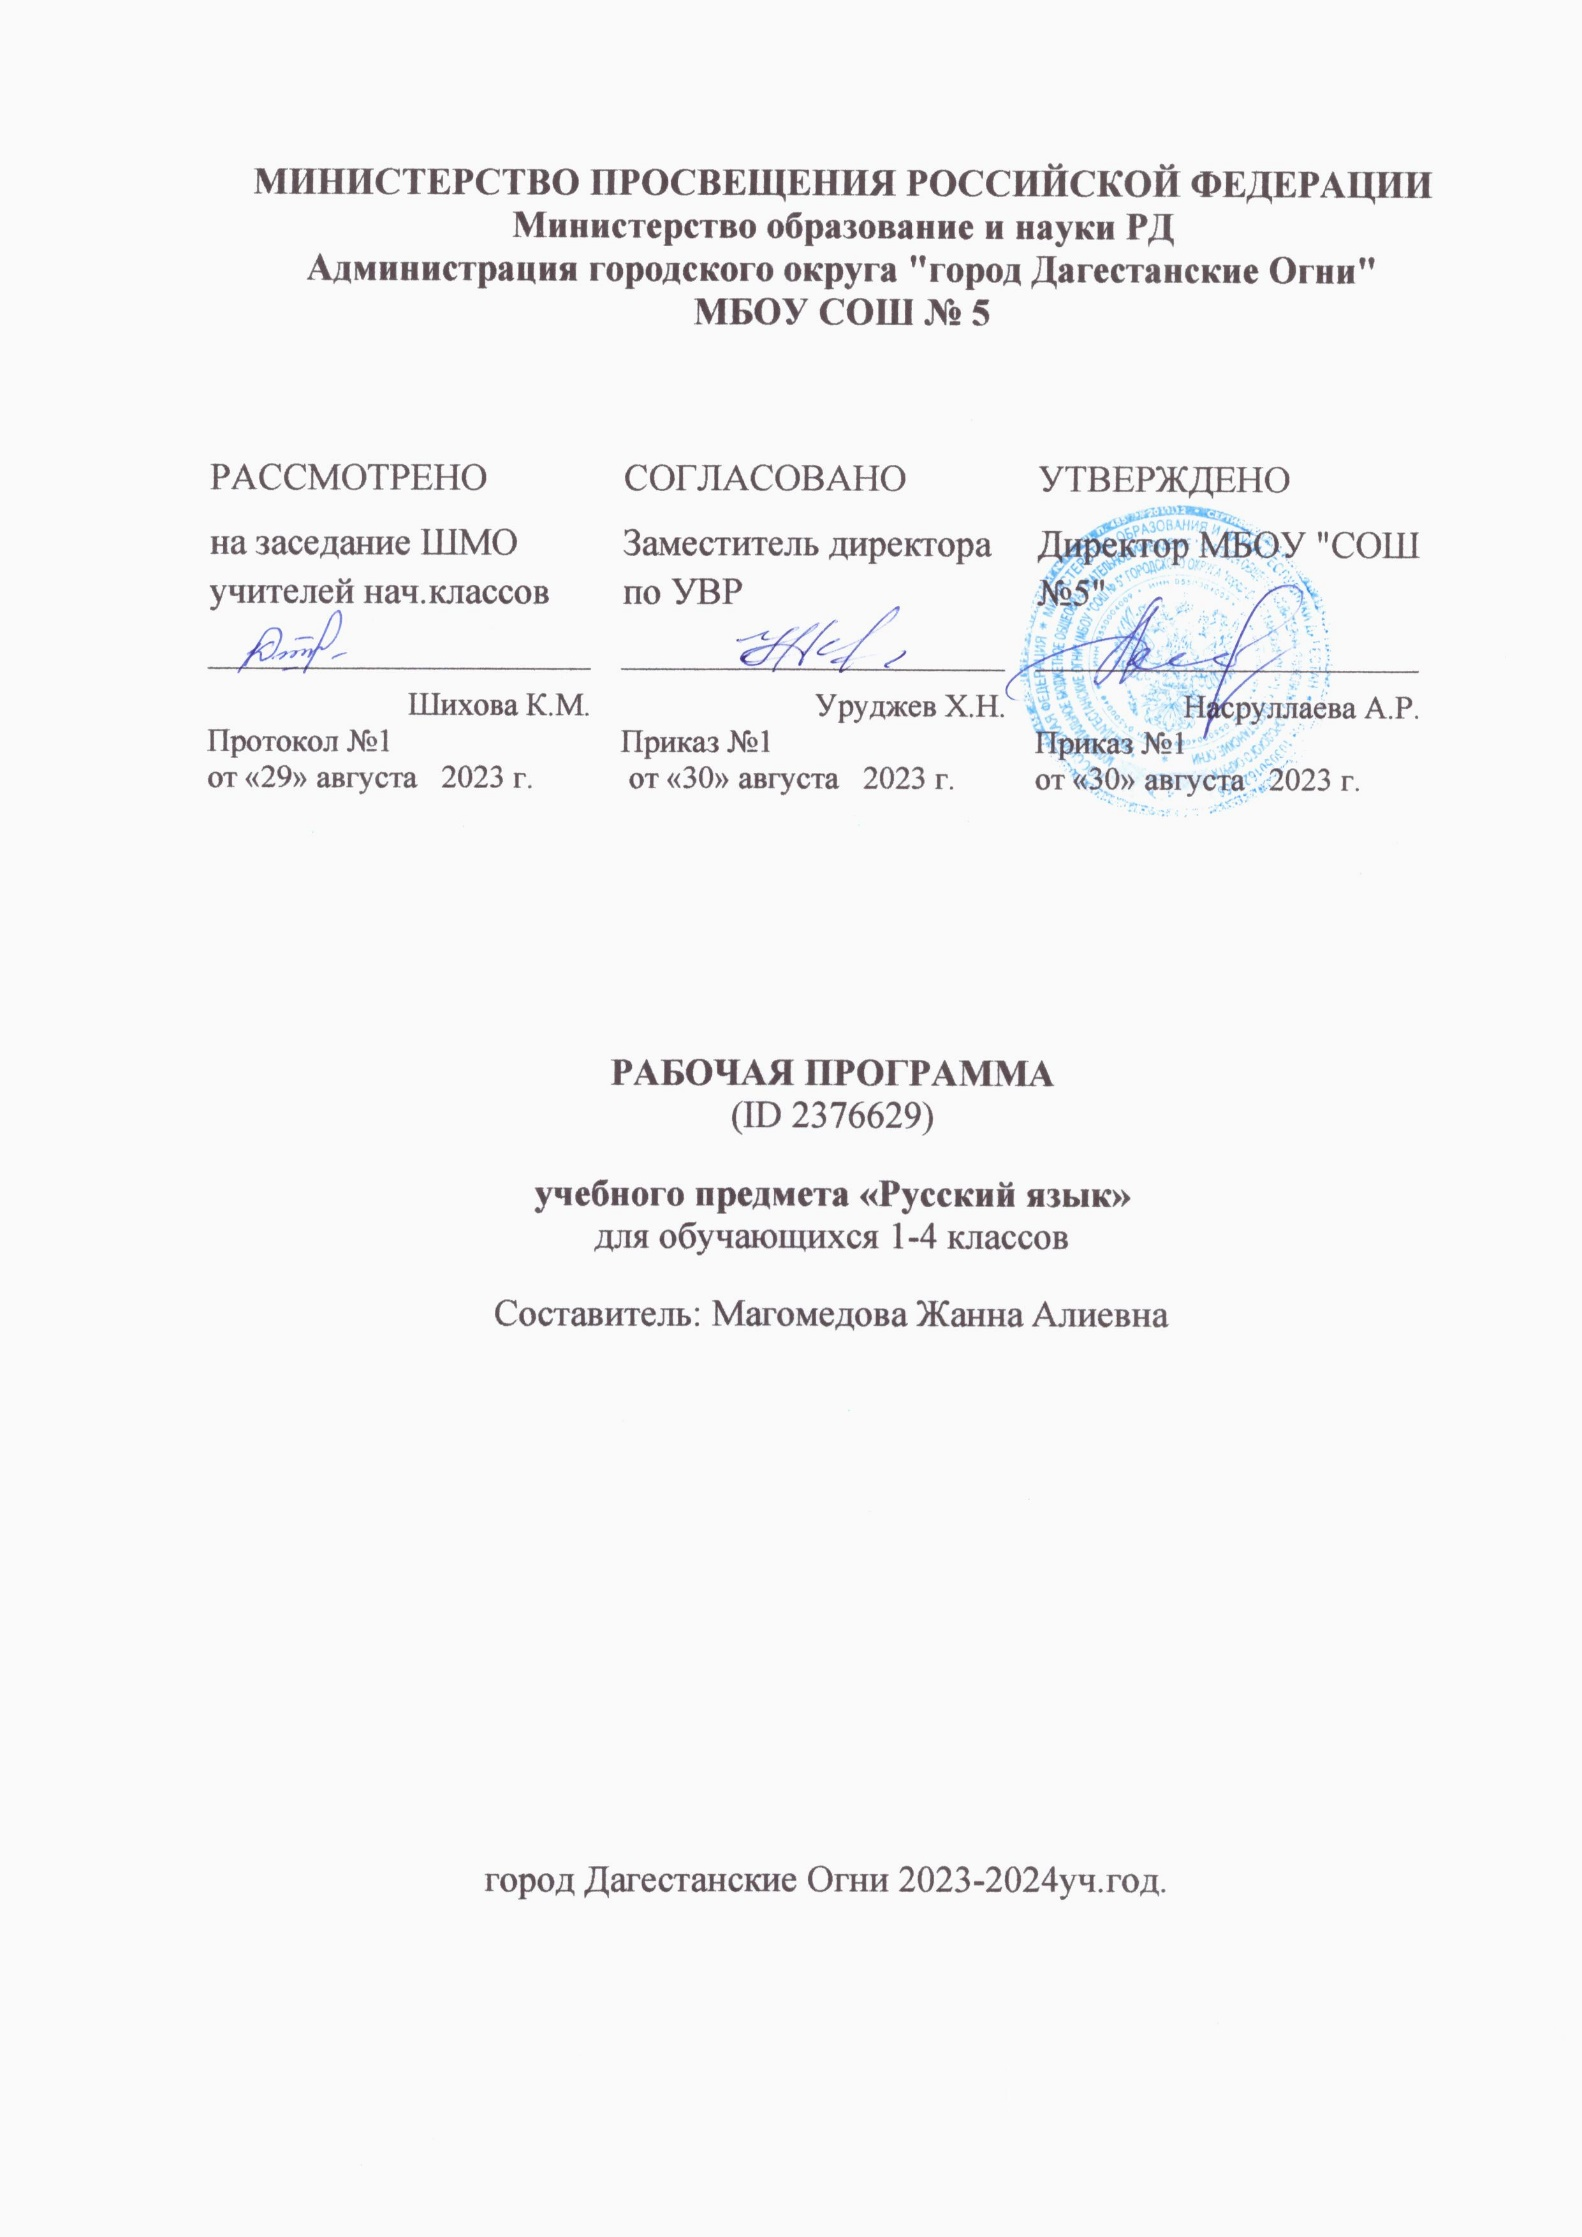 МИНИСТЕРСТВО ПРОСВЕЩЕНИЯ РОССИЙСКОЙ ФЕДЕРАЦИИ
Министерство образование и науки РД
Администрация городского округа "город Дагестанские Огни"
МБОУ СОШ № 5
РАССМОТРЕНО
на заседание ШМО
учителей нач.классов
Шихова К.М.
Протокол №1
от «29» августа 2023 г.
СОГЛАСОВАНО
Заместитель директора
по УВР
Уруджев Х.Н.
Приказ №1
от «30» августа 2023 г.
УТВЕРЖДЕНО
Директор МБОУ "СОШ
№5"
Насруллаева А.Р.
Приказ №1
от «30» августа 2023 г.
РАБОЧАЯ ПРОГРАММА
(ID 2376629)
учебного предмета «Русский язык»
для обучающихся 1-4 классов
Составитель: Магомедова Жанна Алиевна
город Дагестанские Огни 2023-2024уч.год.